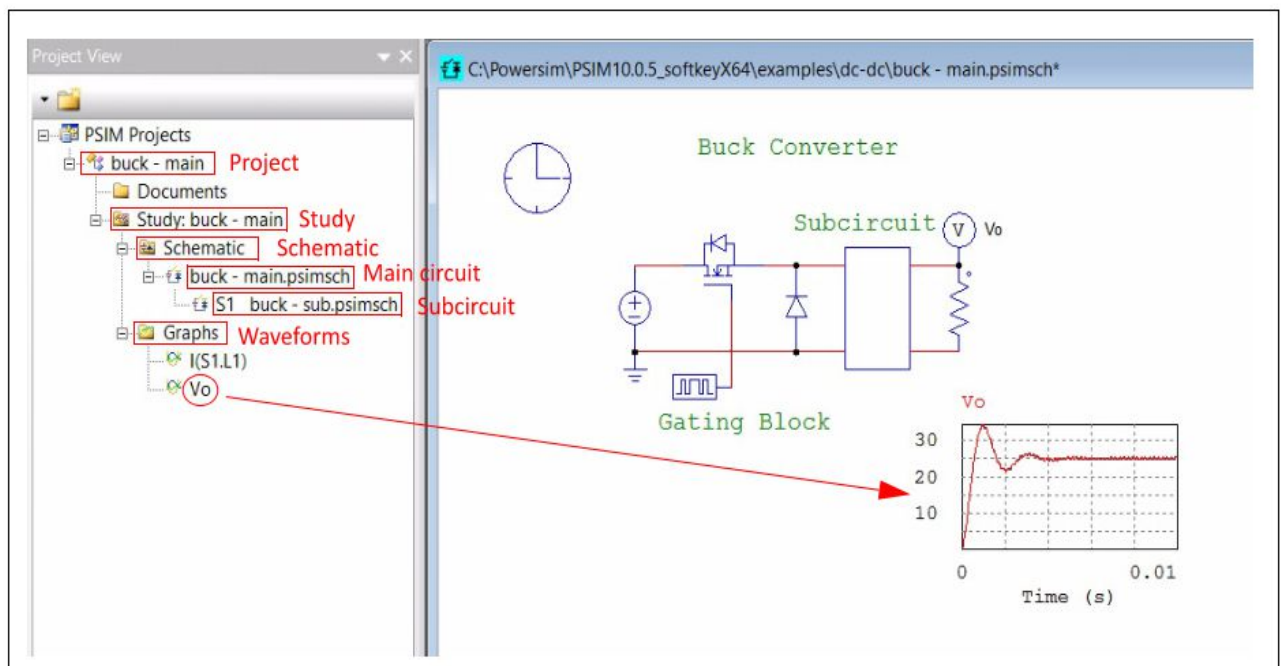 Project View
PSIM Projects
buck - main Project
Documents
Study: buck - main Study
Schematic Schematic
buck - main.psimsch Main circuit
S1 buck - sub.psimsch Subcircuit
Graphs Waveforms
I(S1.L1)
Vo
C:\Powersim\PSIM10.0.5_softkeyX64\examples\dc-dc\buck - main.psimsch*
Buck Converter
Subcircuit V Vo
Gating Block
Vo
30
20
10
0 0.01
Time (s)